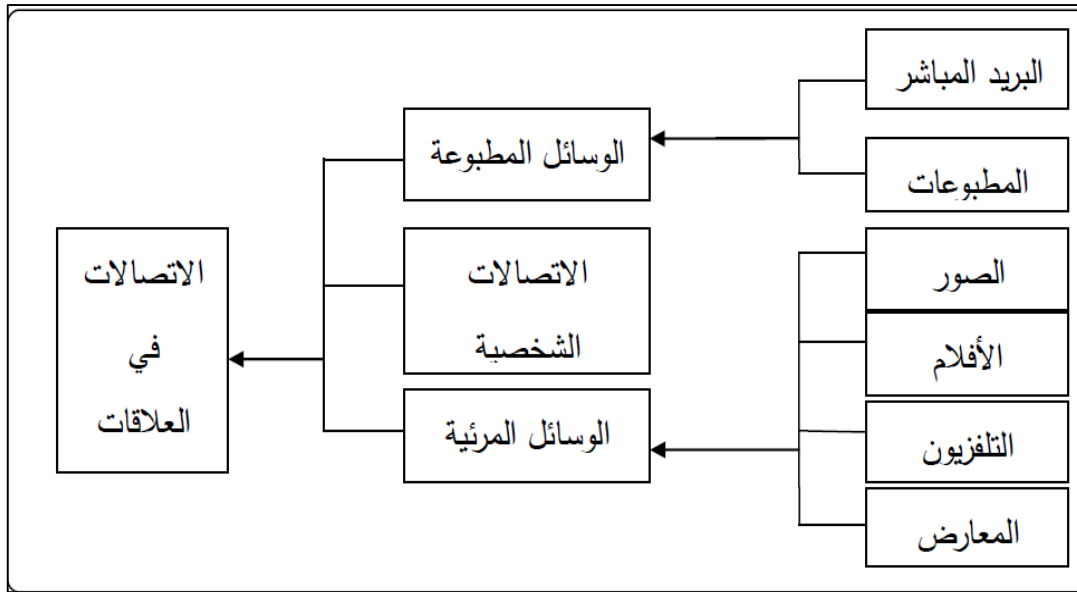 البريد المباشر
المطبوعات
الصور
الأفلام
التلفزيون
المعارض
الوسائل المطبوعة
الاتصالات
الشخصية
الوسائل المرئية
الاتصالات
في
العلاقات